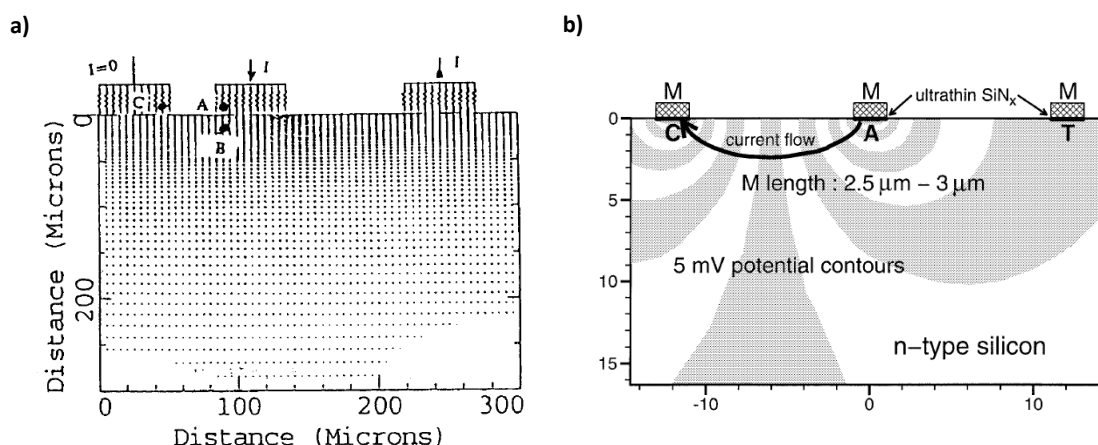 a)
I=0
I
I
C
A
B
0
200
Distance (Microns)
0 100 200 300
Distance (Microns)
b)
M M M
ultrathin SiNx
0
C A T
current flow
M length : 2.5 µm – 3 µm
5
5 mV potential contours
10
n–type silicon
15
-10 0 10